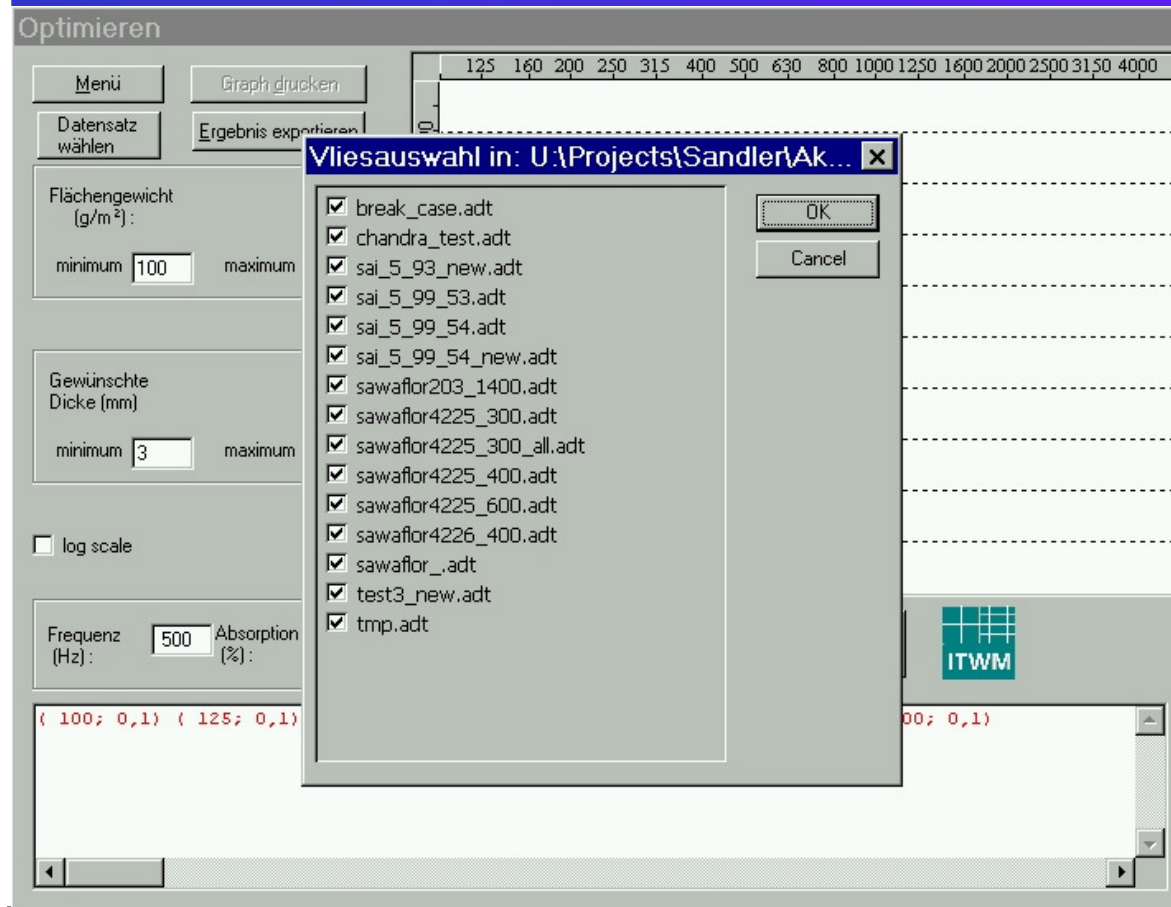 Optimieren
Menü
Graph drucken
Datensatz
wählen
Ergebnis exportieren
125 160 200 250 315 400 500 630 800 1000 1250 1600 2000 2500 3150 4000
Flächengewicht
(g/m²) :
minimum 100 maximum
Gewünschte
Dicke (mm)
minimum 3 maximum
log scale
Frequenz
(Hz) :
500
Absorption
(%) :
Vliesauswahl in: U:\Projects\Sandler\Ak...
break_case.adt
chandra_test.adt
sai_5_93_new.adt
sai_5_99_53.adt
sai_5_99_54.adt
sai_5_99_54_new.adt
sawaflor203_1400.adt
sawaflor4225_300.adt
sawaflor4225_300_all.adt
sawaflor4225_400.adt
sawaflor4225_600.adt
sawaflor4226_400.adt
sawaflor_.adt
test3_new.adt
tmp.adt
OK
Cancel
ITWM
( 100; 0,1) ( 125; 0,1) 00; 0,1)